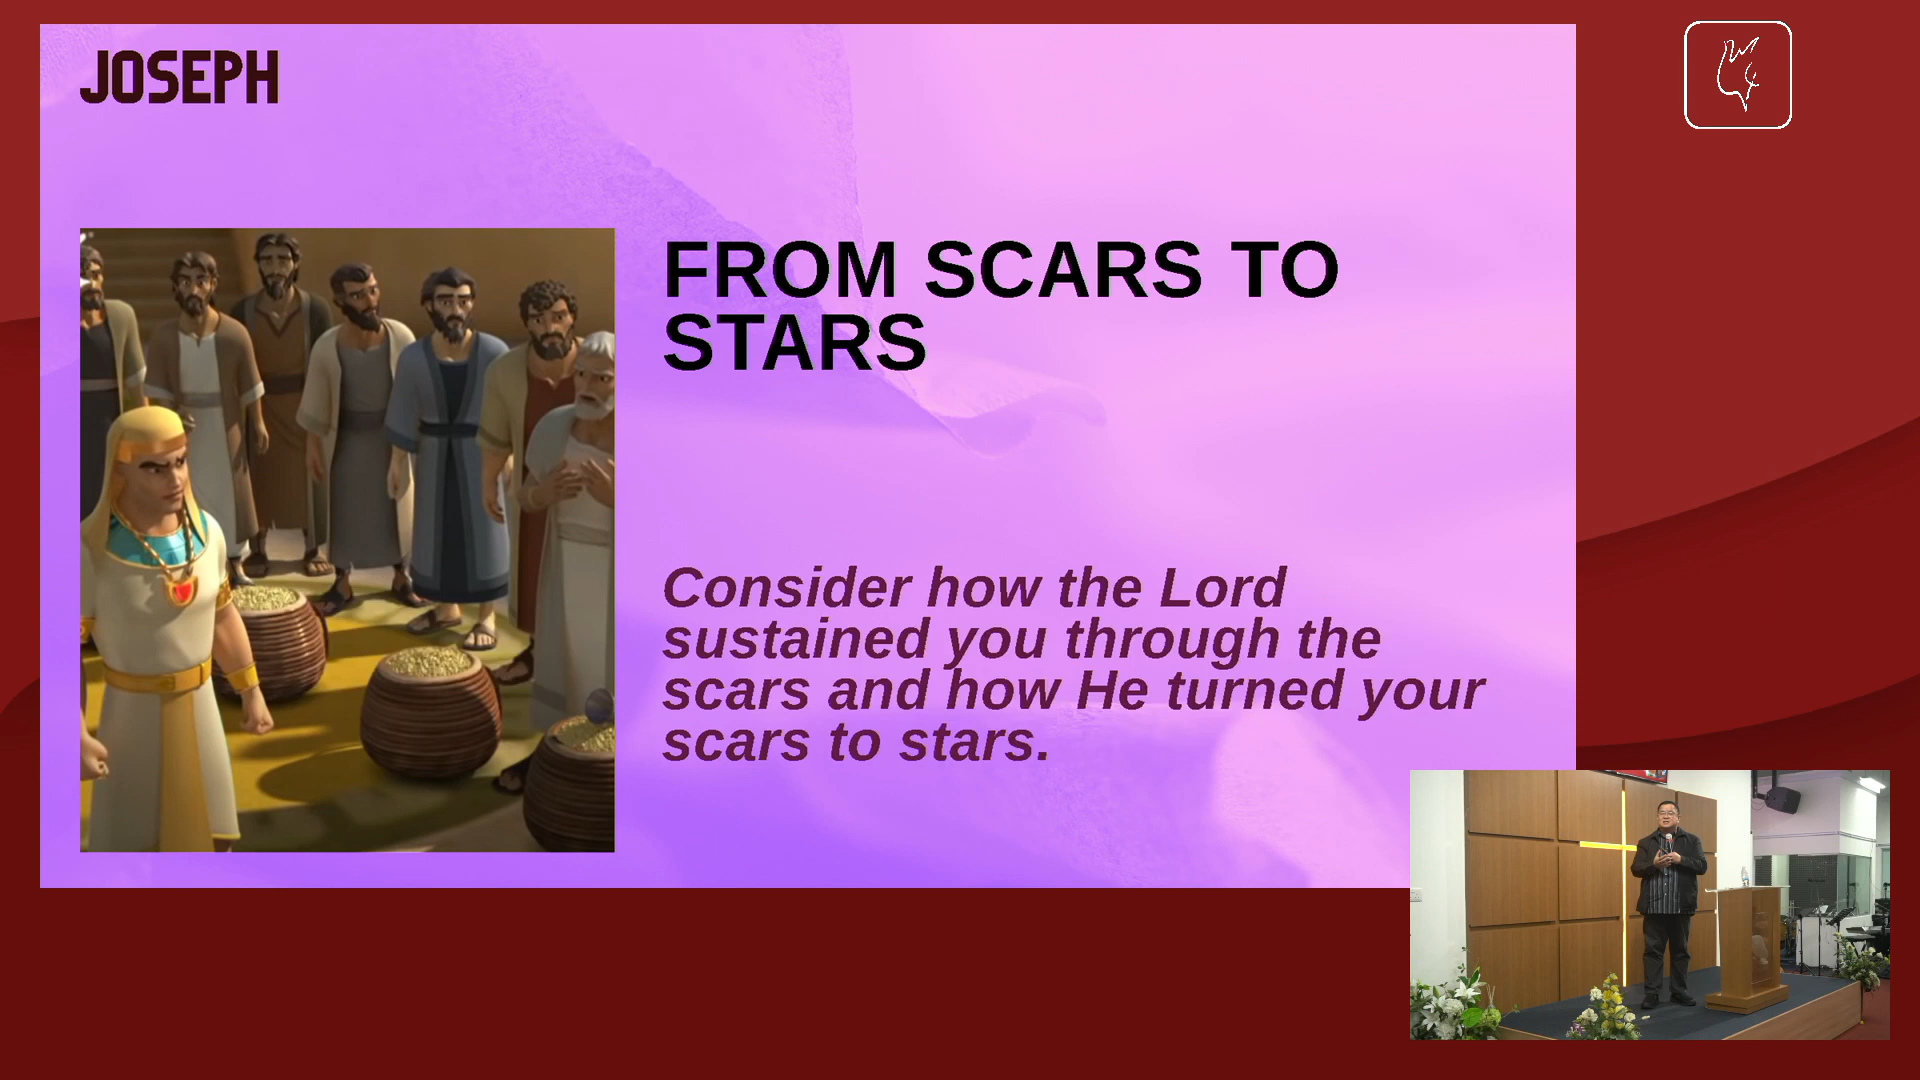 JOSEPH
FROM SCARS TO
STARS
Consider how the Lord
sustained you through the
scars and how He turned your
scars to stars.